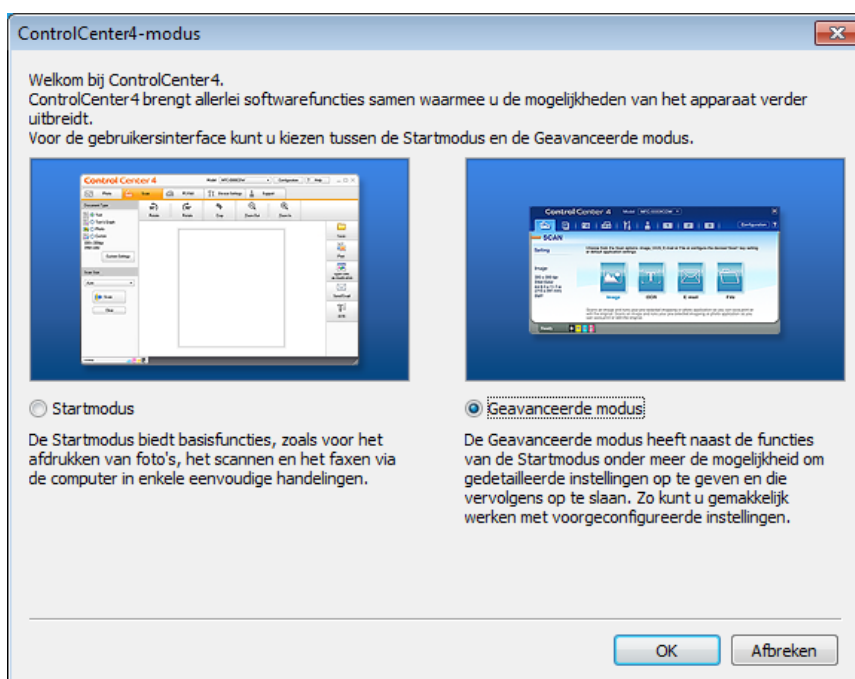 ControlCenter4-modus
Welkom bij ControlCenter4.
ControlCenter4 brengt allerlei softwarefuncties samen waarmee u de mogelijkheden van het apparaat verder
uitbreidt.
Voor de gebruikersinterface kunt u kiezen tussen de Startmodus en de Geavanceerde modus.
Control Center 4
Control Center 4
SCAN
Image
OCR
E-mail
File
Startmodus
De Startmodus biedt basisfuncties, zoals voor het
afdrukken van foto's, het scannen en het faxen via
de computer in enkele eenvoudige handelingen.
Geavanceerde modus
De Geavanceerde modus heeft naast de functies
van de Startmodus onder meer de mogelijkheid om
gedetailleerde instellingen op te geven en die
vervolgens op te slaan. Zo kunt u gemakkelijk
werken met voorgeconfigureerde instellingen.
OK
Afbreken